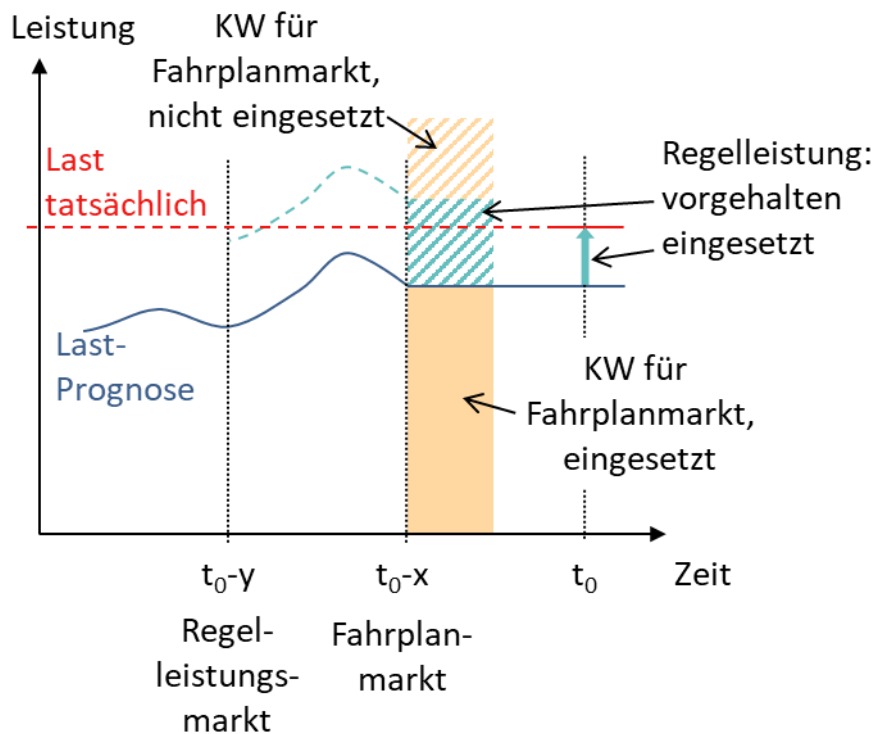 Leistung
KW für
Fahrplanmarkt,
nicht eingesetzt
Last
tatsächlich
Regelleistung:
vorgehalten
eingesetzt
Last-
Prognose
KW für
Fahrplanmarkt,
eingesetzt
t₀-y
t₀-x
t₀
Zeit
Regel-
leistungs-
markt
Fahrplan-
markt